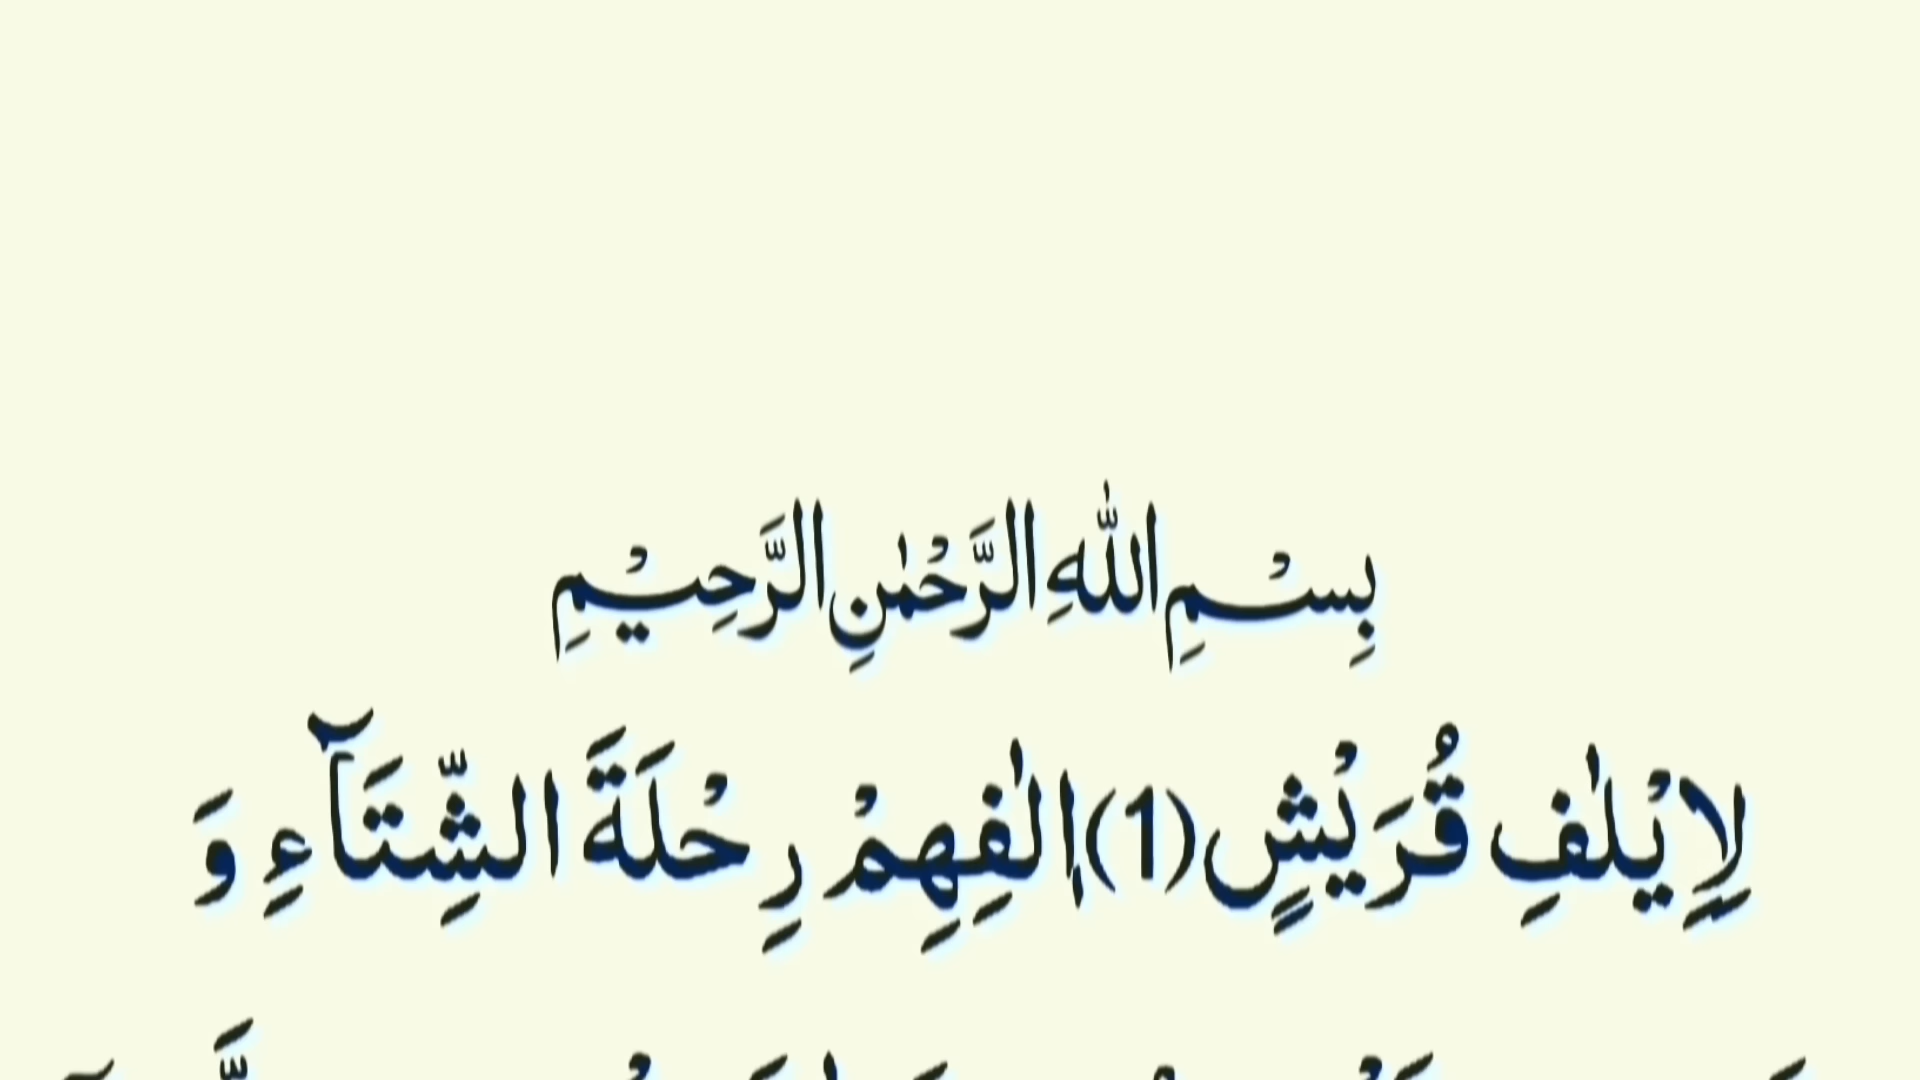 بِسْمِ اللّٰهِ الرَّحْمٰنِ الرَّحِیْمِ
لِاِیْلٰفِ قُرَیْشٍ(1)اٖلٰفِهِمْ رِحْلَةَ الشِّتَآءِ وَ